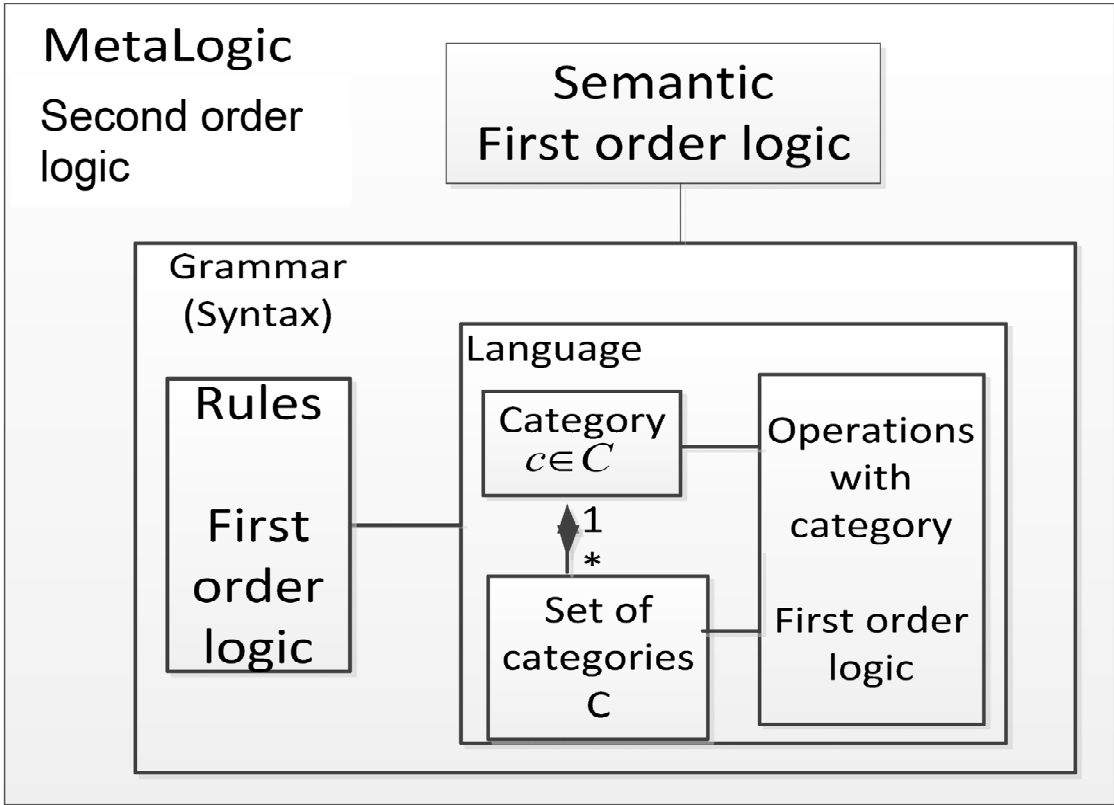 MetaLogic
Second order
logic
Semantic
First order logic
Grammar
(Syntax)
Rules
First
order
logic
Language
Category
c∈C
1
*
Set of
categories
C
Operations
with
category
First order
logic